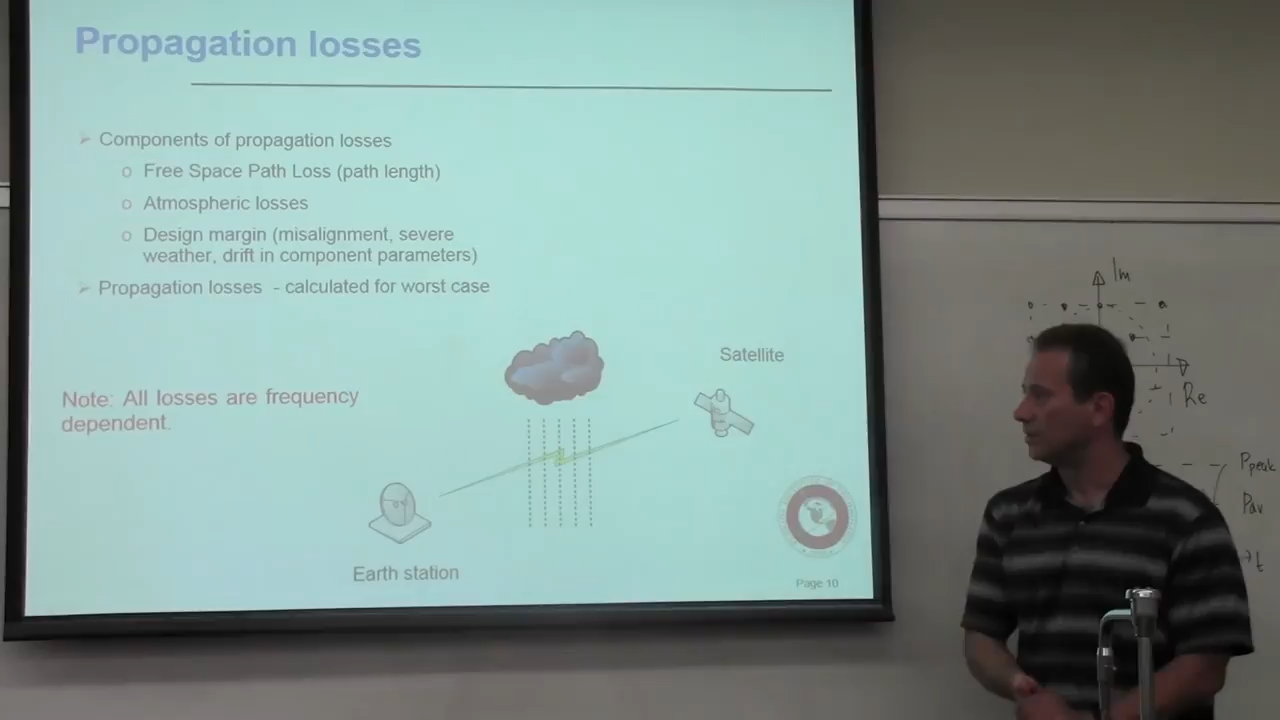 Propagation losses
Components of propagation losses
o Free Space Path Loss (path length)
o Atmospheric losses
o Design margin (misalignment, severe
weather, drift in component parameters)
Propagation losses - calculated for worst case
Note: All losses are frequency
dependent.
Satellite
Earth station
Page 10
Im
Re
Ppeak
Pav
t